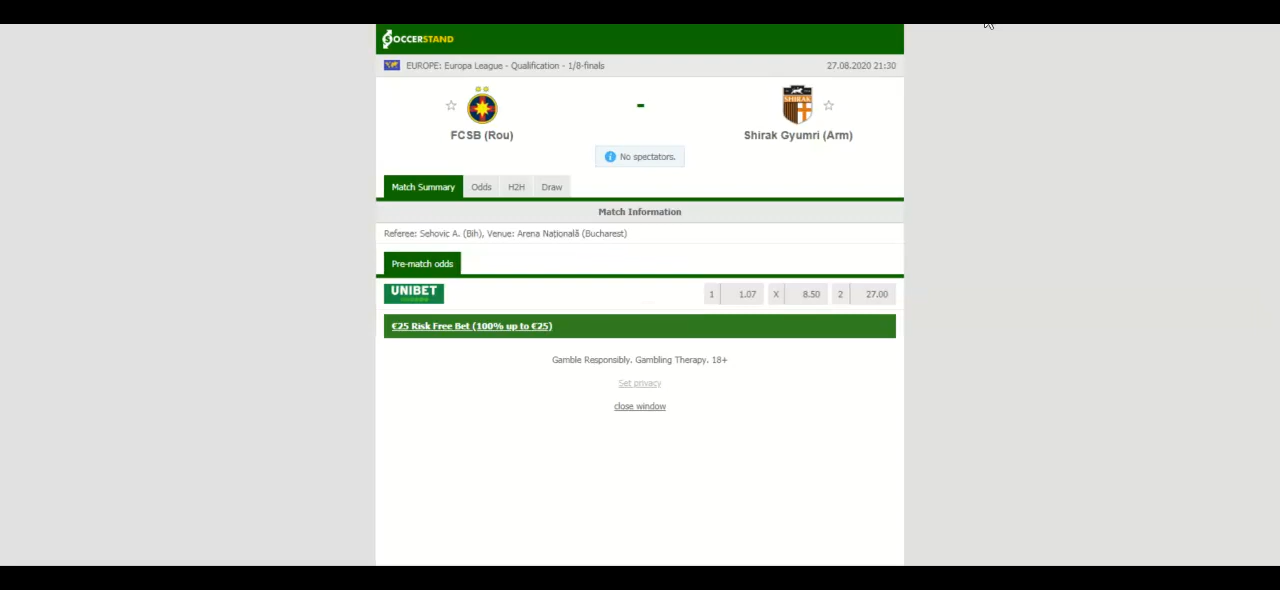 SOCCERSTAND
EUROPE: Europa League - Qualification - 1/8-finals 27.08.2020 21:30
-
FCSB (Rou) Shirak Gyumri (Arm)
SHIRAK
No spectators.
Match Summary Odds H2H Draw
Match Information
Referee: Sehovic A. (Bih), Venue: Arena Națională (Bucharest)
Pre-match odds
UNIBET 1 1.07 X 8.50 2 27.00
€25 Risk Free Bet (100% up to €25)
Gamble Responsibly. Gambling Therapy. 18+
Set privacy
close window